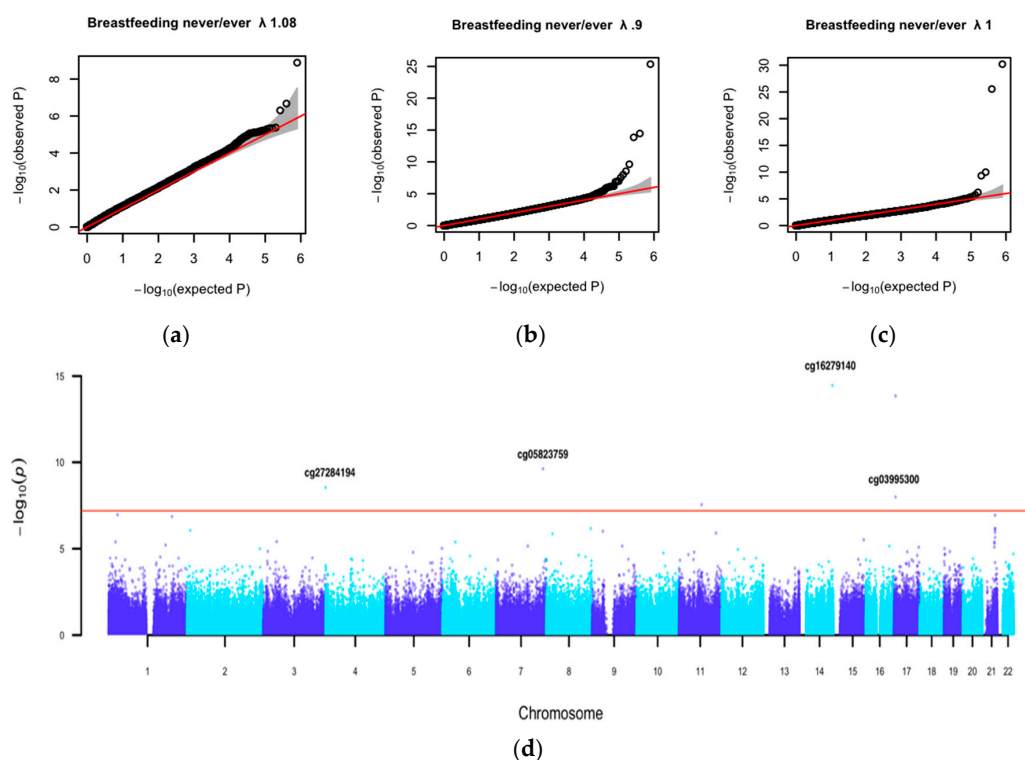 Breastfeeding never/ever λ 1.08
Breastfeeding never/ever λ .9
Breastfeeding never/ever λ 1
−log10(observed P)
8
6
4
2
0
0 1 2 3 4 5 6
−log10(expected P)
−log10(observed P)
25
20
15
10
5
0
0 1 2 3 4 5 6
−log10(expected P)
−log10(observed P)
30
25
20
15
10
5
0
0 1 2 3 4 5 6
−log10(expected P)
(a)
(b)
(c)
−log10(p)
15
10
5
0
cg16279140
cg05823759
cg27284194
cg03995300
1 2 3 4 5 6 7 8 9 10 11 12 13 14 15 16 17 18 19 20 21 22
Chromosome
(d)